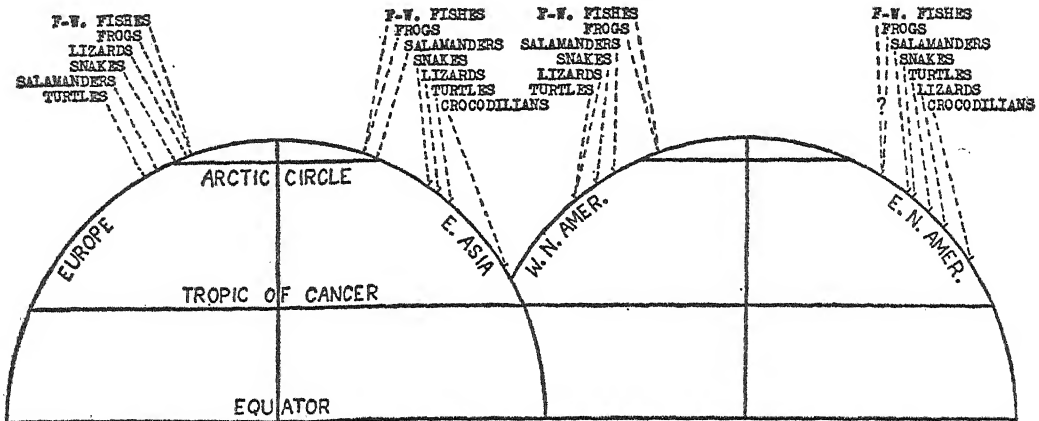 F-W. FISHES
FROGS
LIZARDS
SNAKES
SALAMANDERS
TURTLES
F-W. FISHES
FROGS
SALAMANDERS
SNAKES
LIZARDS
TURTLES
CROCODILIANS
F-W. FISHES
FROGS
SALAMANDERS
SNAKES
LIZARDS
TURTLES
F-W. FISHES
FROGS
SALAMANDERS
SNAKES
TURTLES
LIZARDS
CROCODILIANS
?
ARCTIC CIRCLE
EUROPE
E. ASIA
W. N. AMER.
E. N. AMER.
TROPIC OF CANCER
EQUATOR